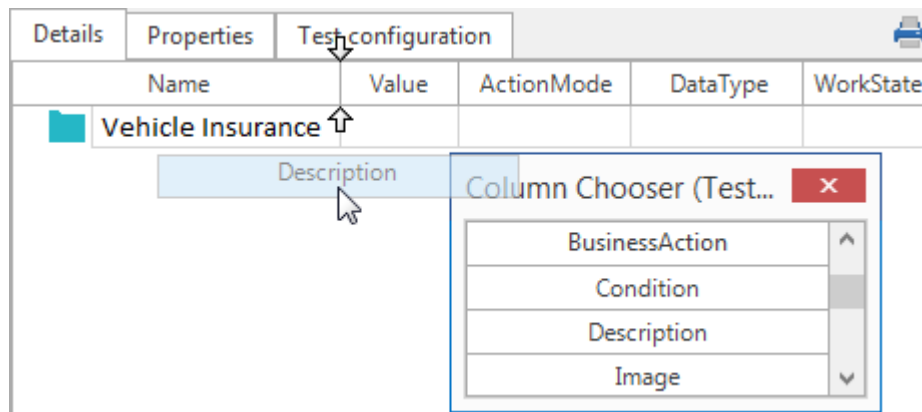 Details Properties Test configuration
Name Value ActionMode DataType WorkState
Vehicle Insurance
Description
Column Chooser (Test...
BusinessAction
Condition
Description
Image